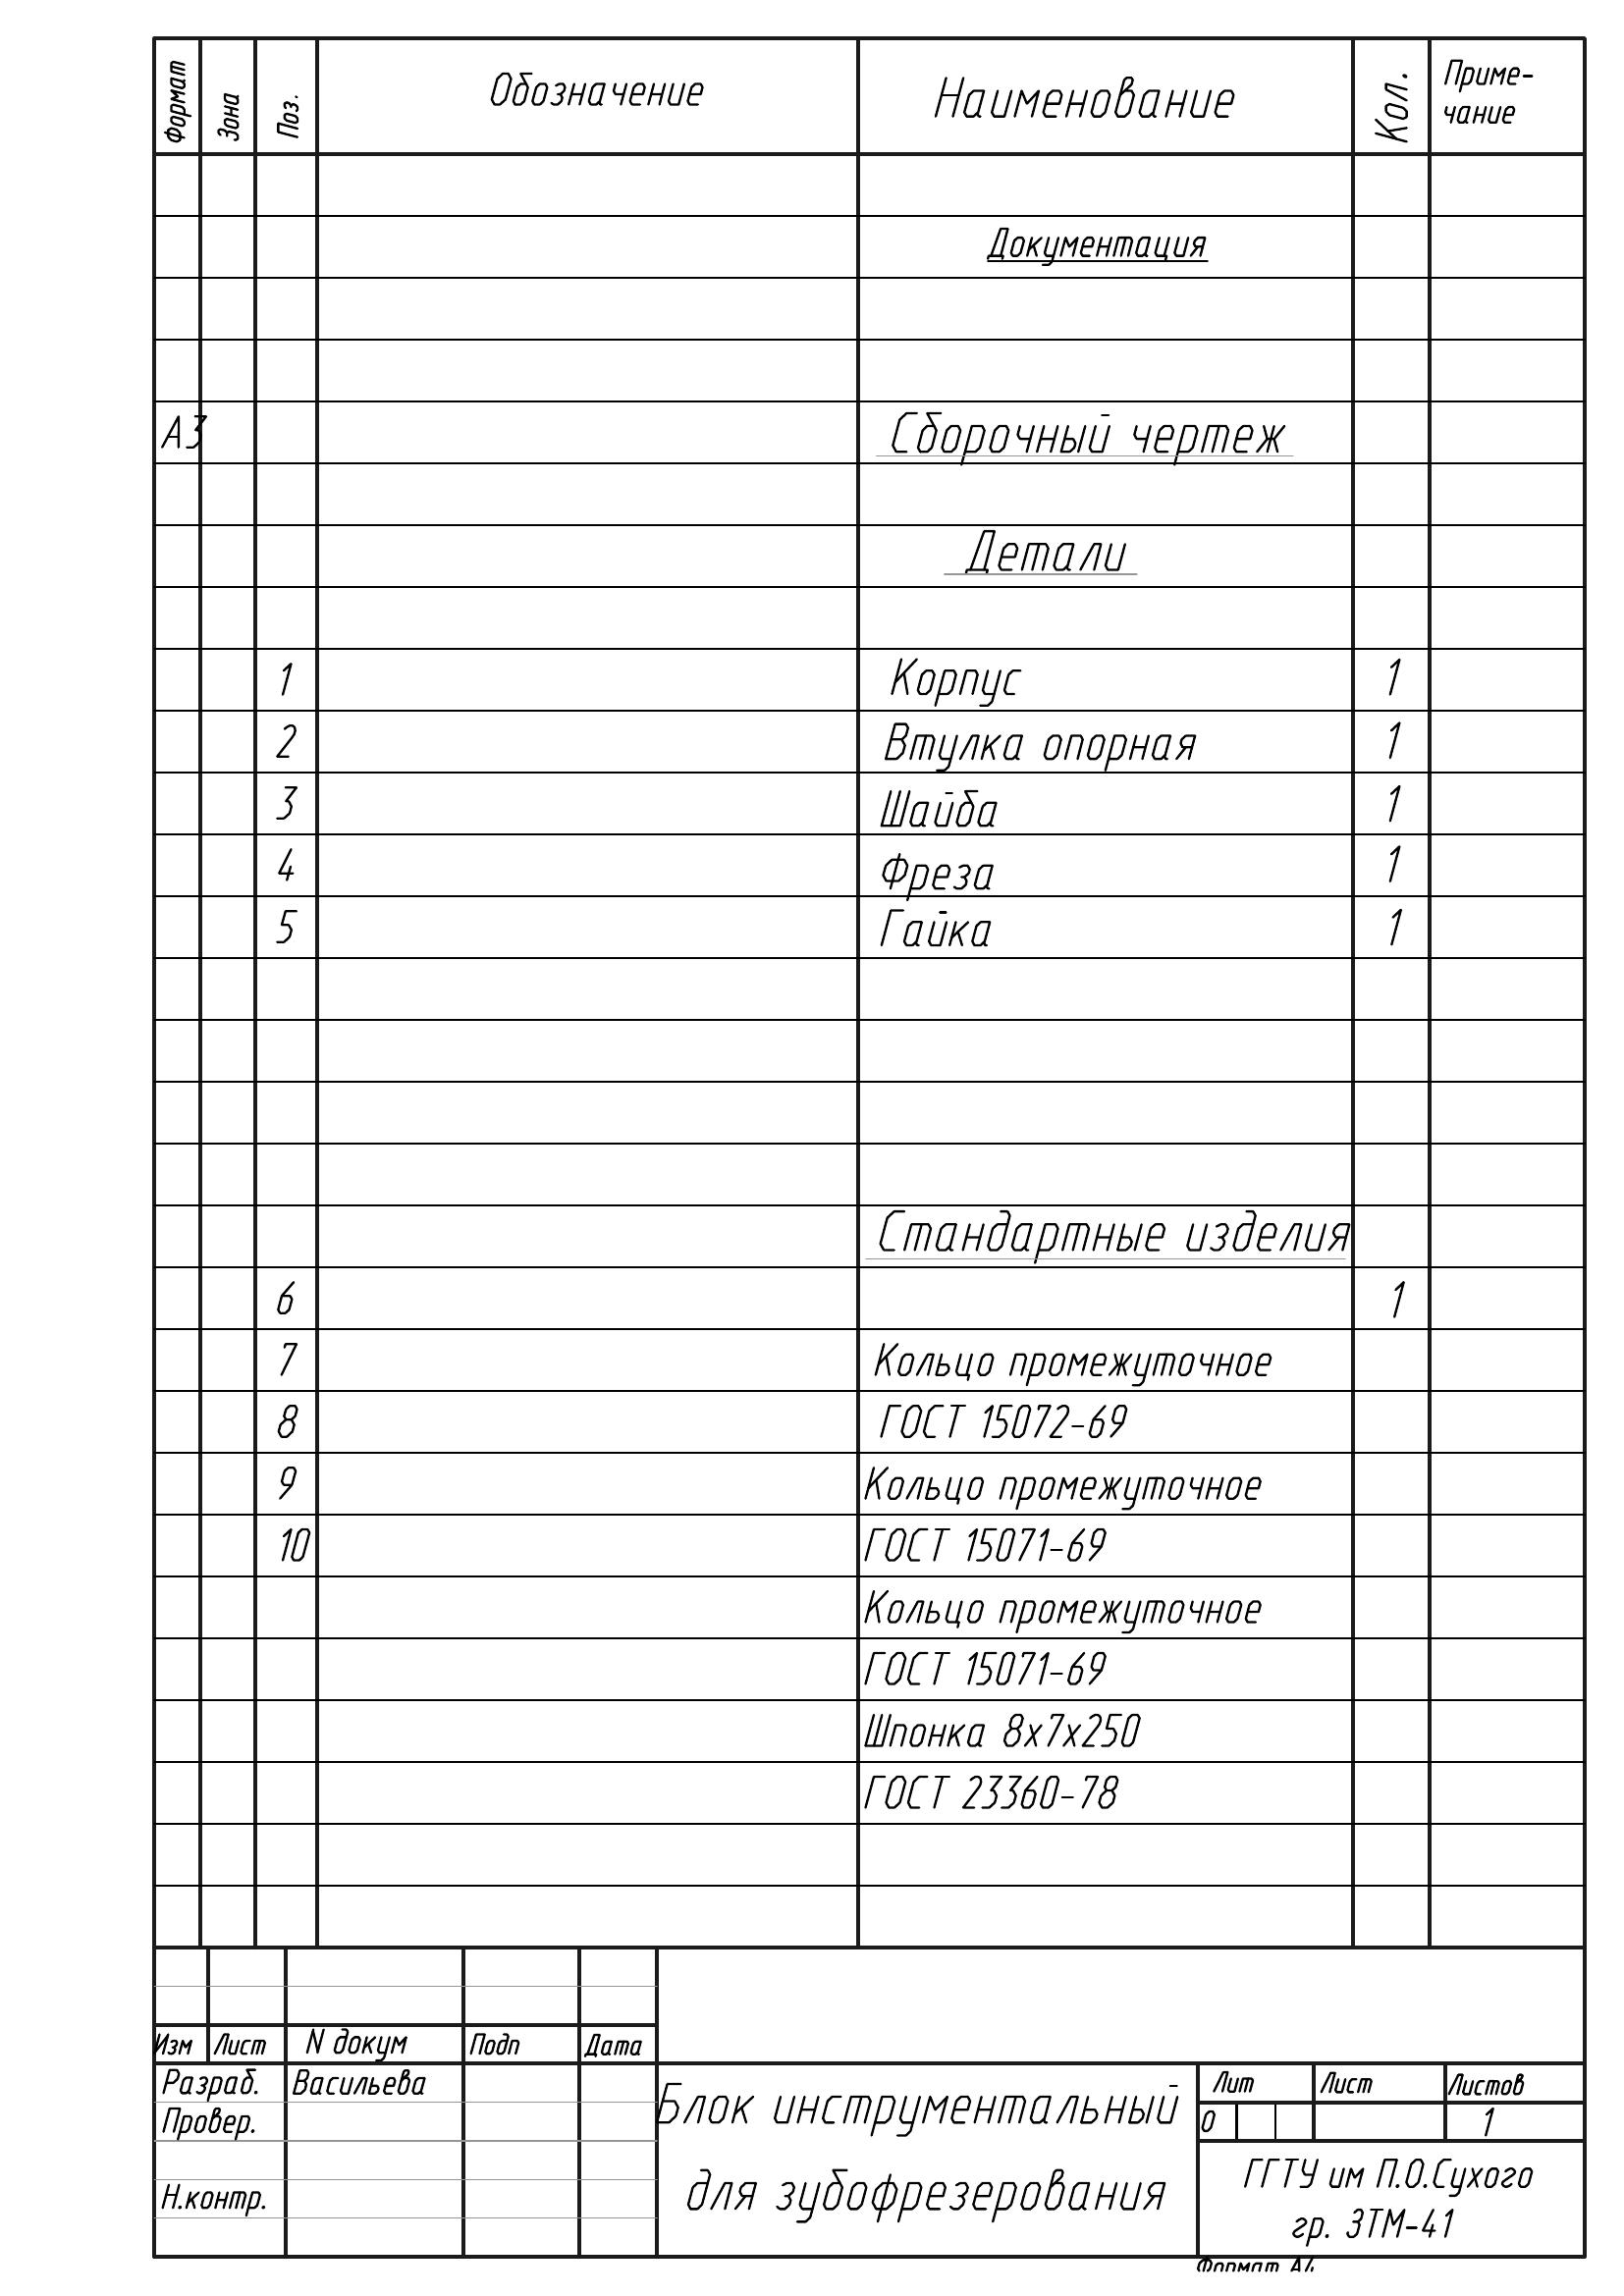 Формат Зона Поз. Обозначение Наименование Кол. Приме-
чание
Документация
А3 Сборочный чертеж
Детали
1 Корпус 1
2 Втулка опорная 1
3 Шайба 1
4 Фреза 1
5 Гайка 1
Стандартные изделия
6 1
7 Кольцо промежуточное
8 ГОСТ 15072-69
9 Кольцо промежуточное
10 ГОСТ 15071-69
Кольцо промежуточное
ГОСТ 15071-69
Шпонка 8х7х250
ГОСТ 23360-78
Изм Лист N докум Подп Дата
Разраб. Васильева
Провер.
Н.контр.
Блок инструментальный
для зубофрезерования
Лит Лист Листов
О 1
ГГТУ им П.О.Сухого
гр. ЗТМ-41
Формат А4